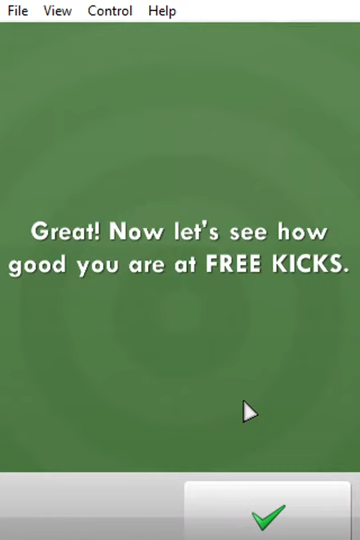 File View Control Help
Great! Now let's see how
good you are at FREE KICKS.